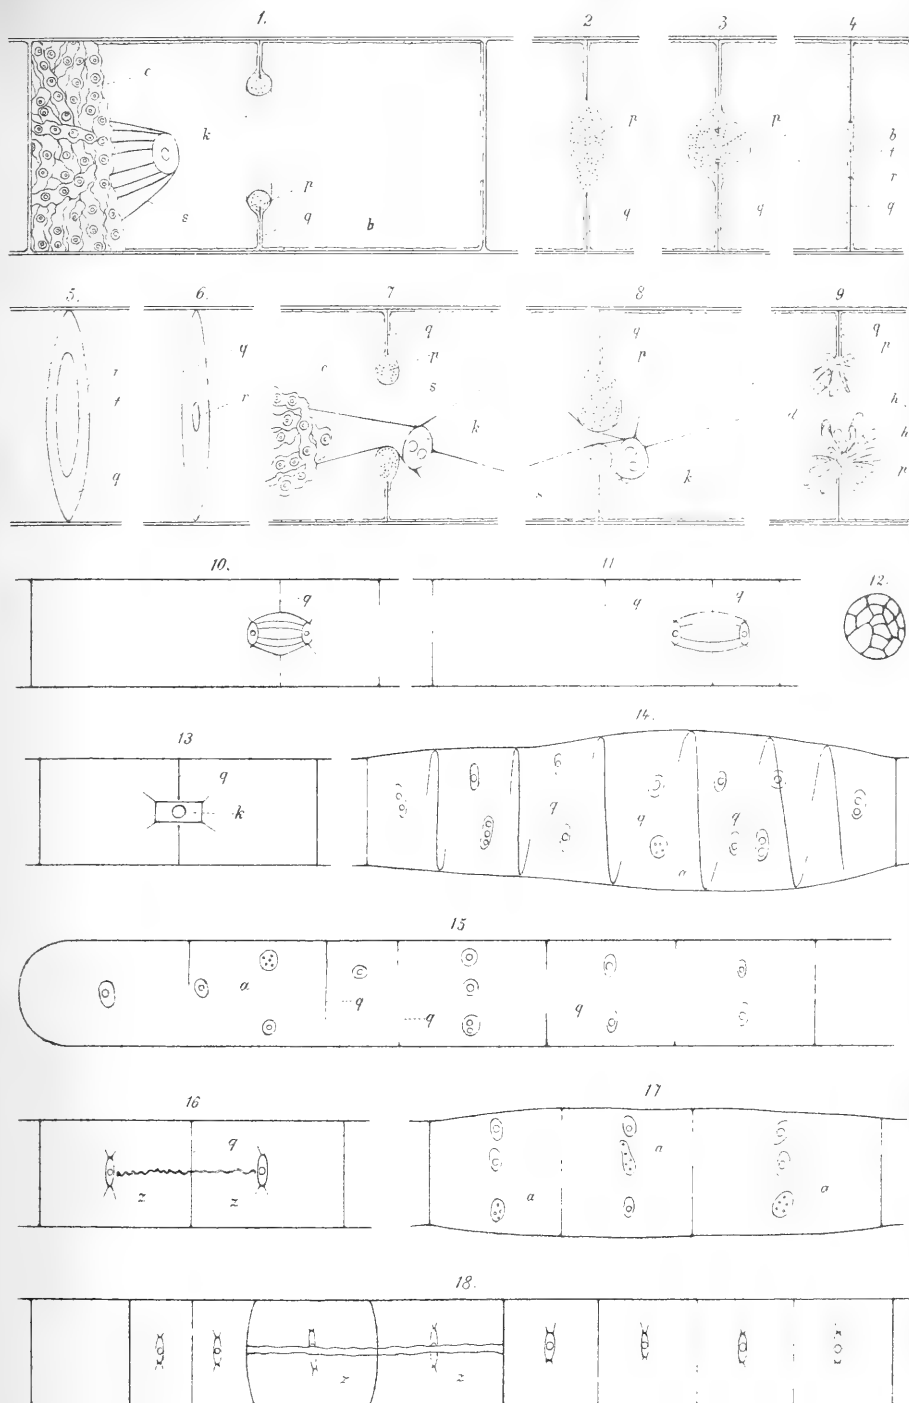 1. 2 3 4
c
k p p
b
t
p r
s q b q q q
5. 6. 7 8 9
q q q
r q p p p
t r c s h
k d h
q s k p
10. 11 12.
q q q
13 14.
q
k q q q
a
15
a
q q q
16 17
q a
z z a a
18.
z z